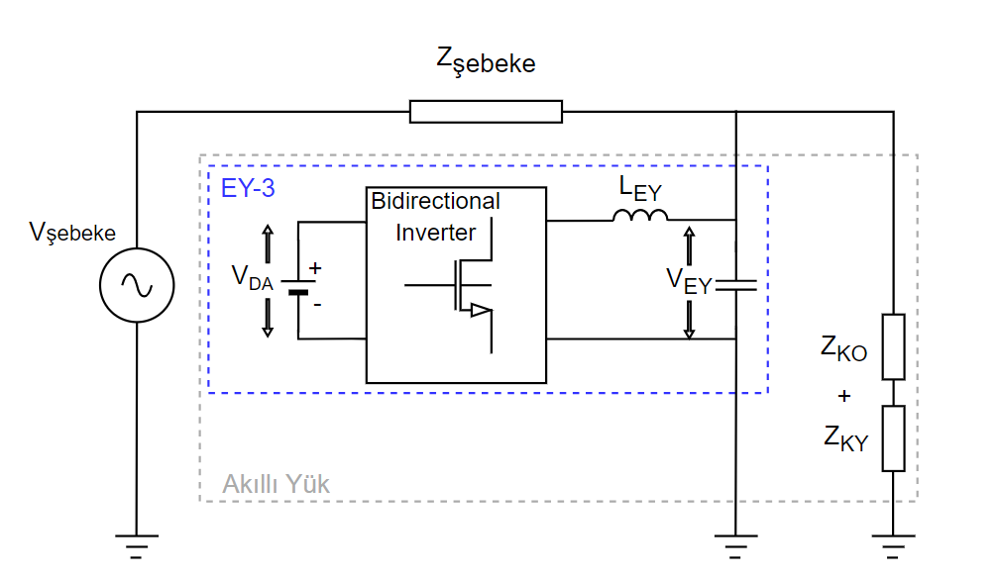 Zşebeke
EY-3
Bidirectional
Inverter
LEY
Vşebeke
VDA
+
-
VEY
ZKO
+
ZKY
Akıllı Yük